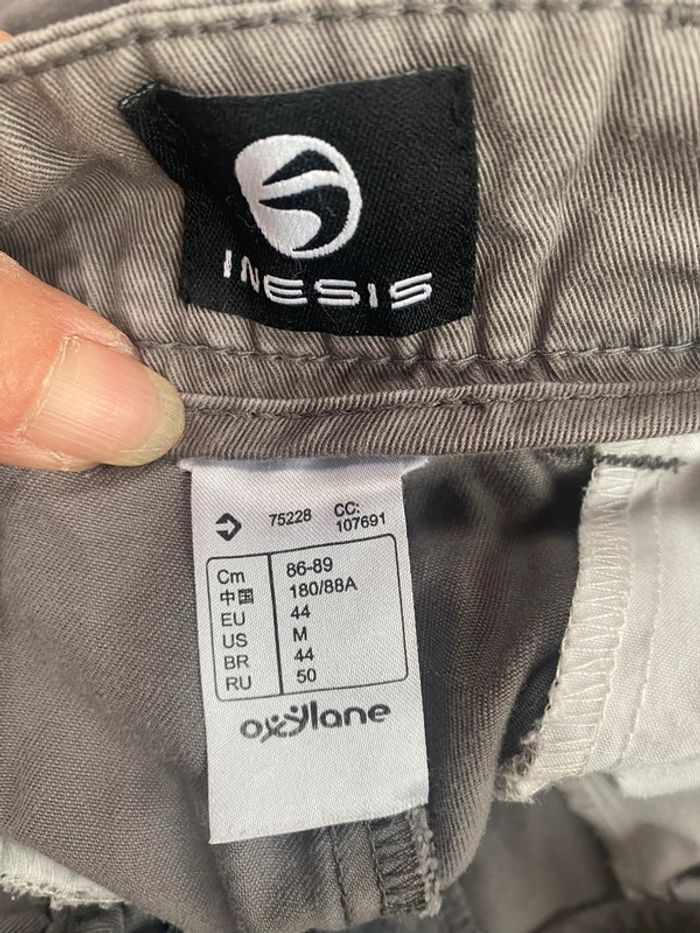 INESIS
75228 CC:
107691
Cm 86-89
中国 180/88A
EU 44
US M
BR 44
RU 50
oxylane